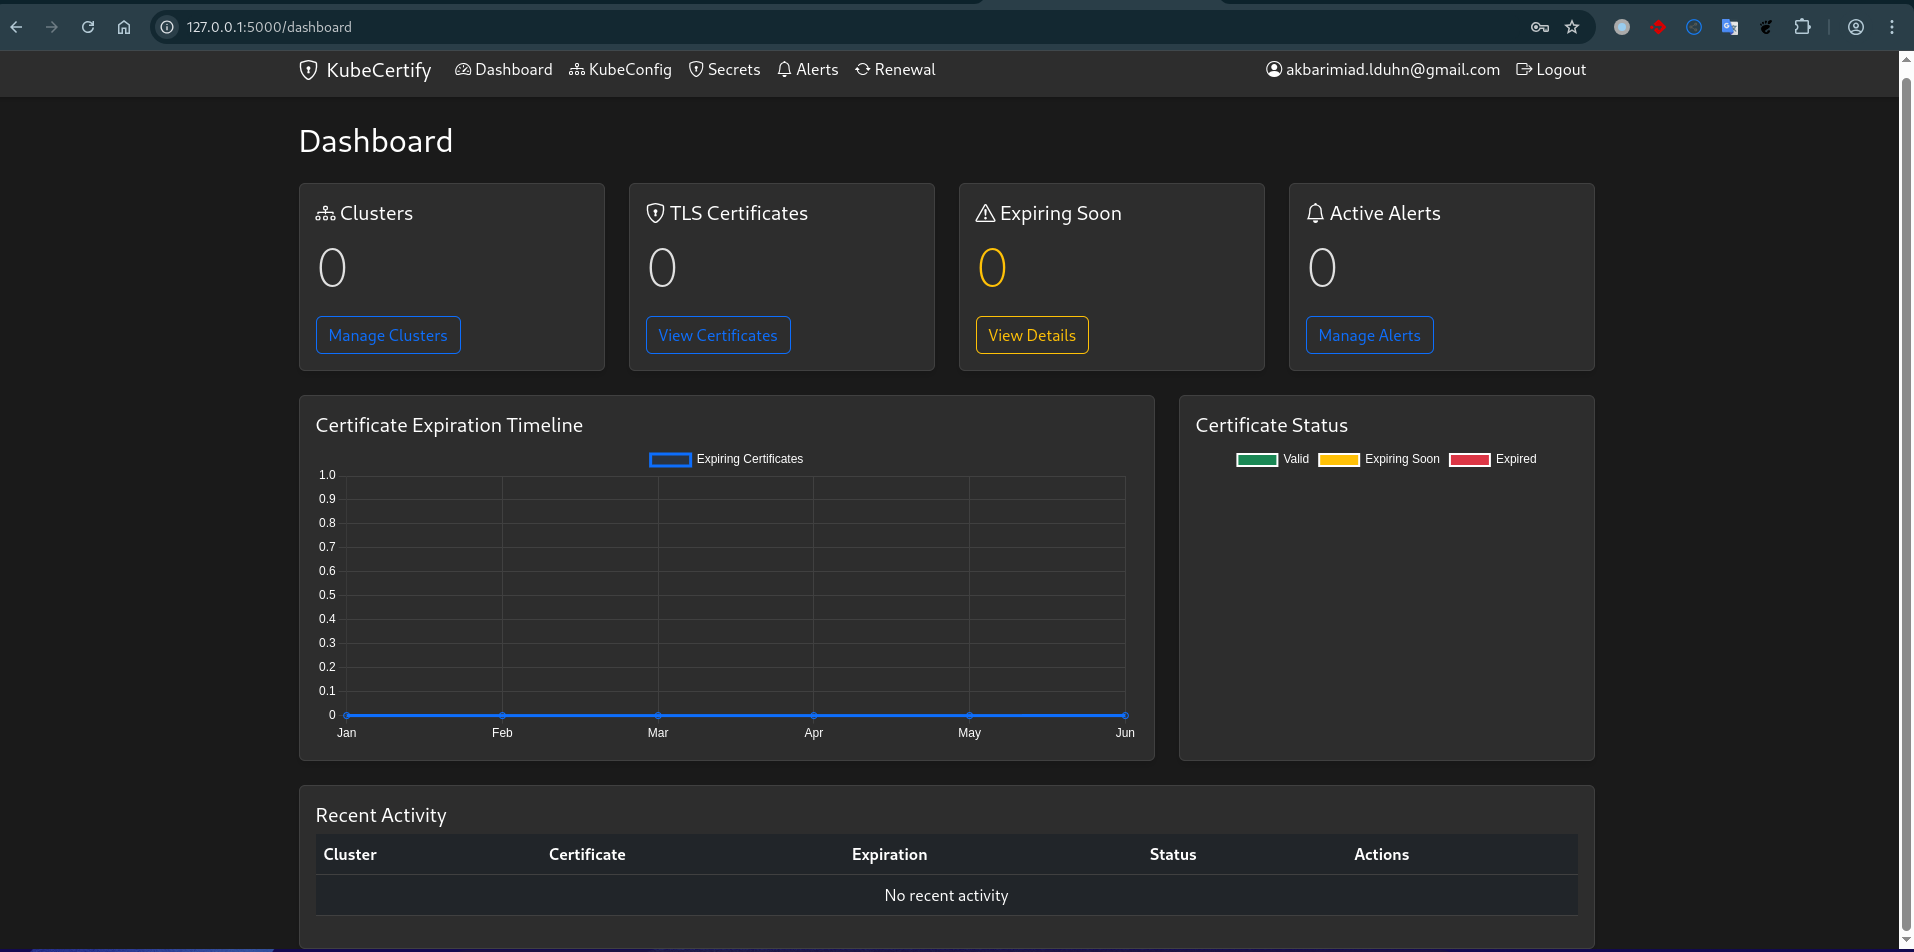 127.0.0.1:5000/dashboard
KubeCertify Dashboard KubeConfig Secrets Alerts Renewal akbarimiad.lduhn@gmail.com Logout
Dashboard
Clusters
0
Manage Clusters
TLS Certificates
0
View Certificates
Expiring Soon
0
View Details
Active Alerts
0
Manage Alerts
Certificate Expiration Timeline
Expiring Certificates
1.0
0.9
0.8
0.7
0.6
0.5
0.4
0.3
0.2
0.1
0
Jan Feb Mar Apr May Jun
Certificate Status
Valid Expiring Soon Expired
Recent Activity
Cluster Certificate Expiration Status Actions
No recent activity